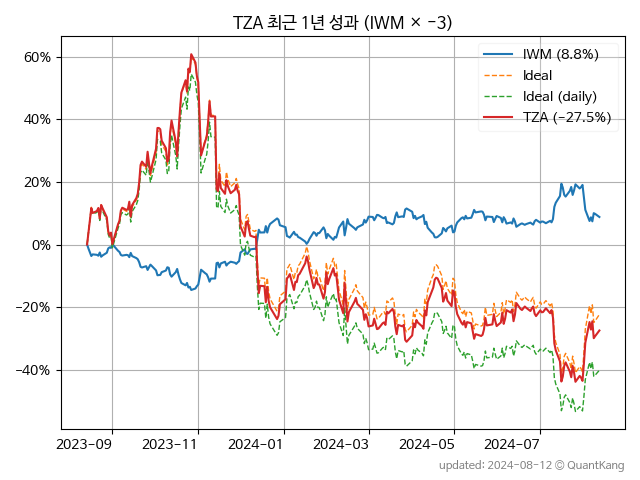 TZA 최근 1년 성과 (IWM × −3)
60%
40%
20%
0%
−20%
−40%
IWM (8.8%)
Ideal
Ideal (daily)
TZA (−27.5%)
2023-09
2023-11
2024-01
2024-03
2024-05
2024-07
updated: 2024-08-12 © QuantKang